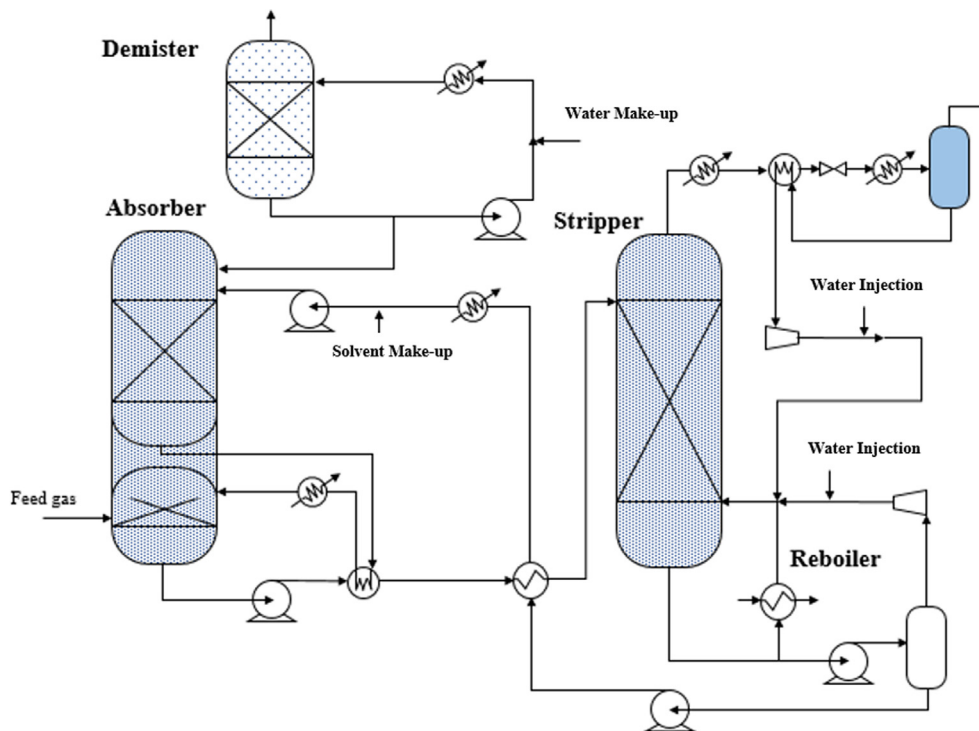 Demister
Water Make-up
Absorber
Stripper
Water Injection
Solvent Make-up
Water Injection
Feed gas
Reboiler